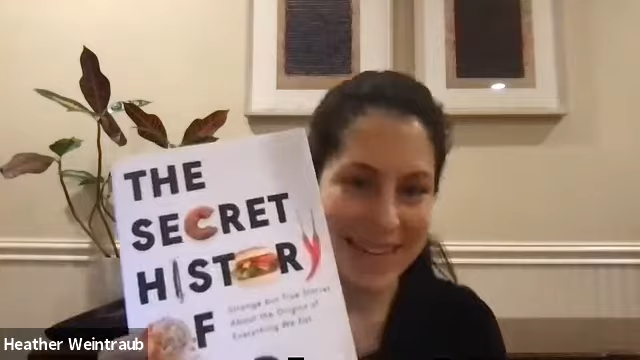 THE
SECRET
HISTORY
OF
Strange but True Stories
About the Origins of
Everything We Eat
Heather Weintraub